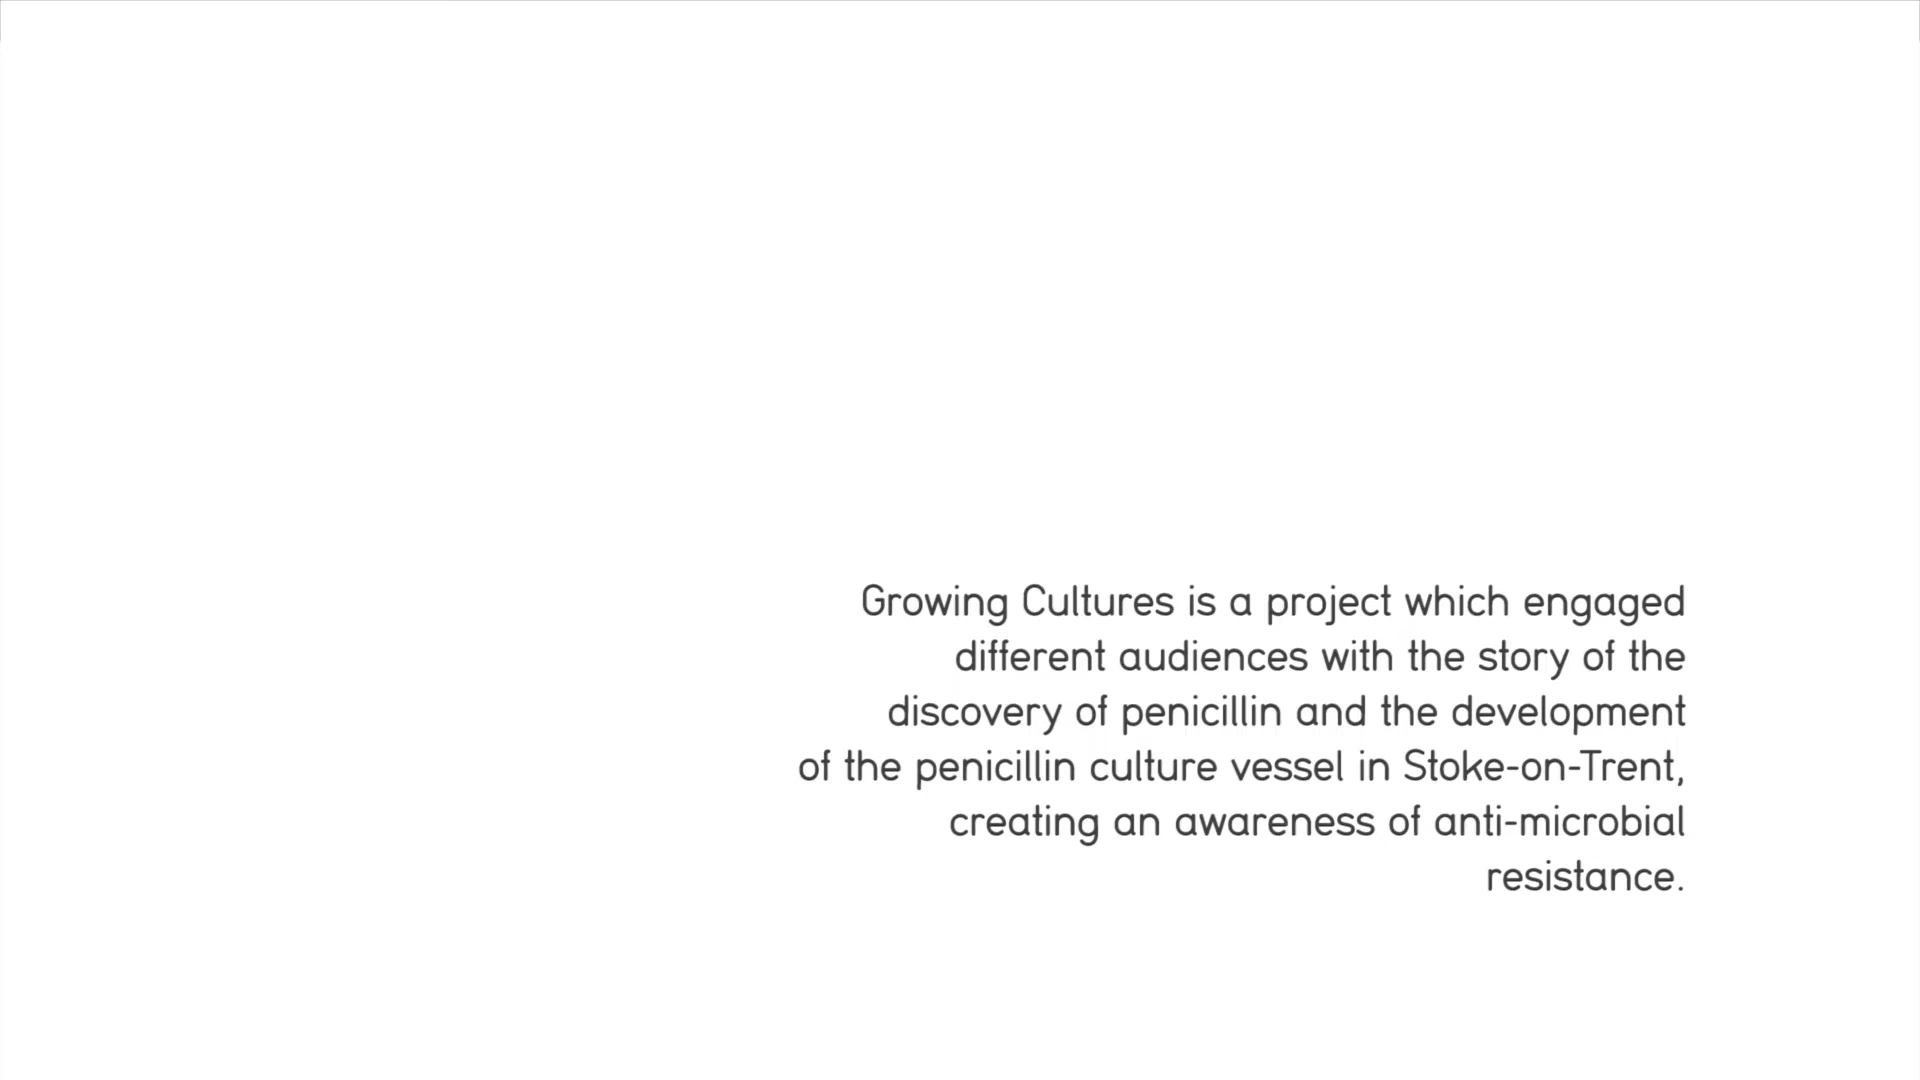 Growing Cultures is a project which engaged
different audiences with the story of the
discovery of penicillin and the development
of the penicillin culture vessel in Stoke-on-Trent,
creating an awareness of anti-microbial
resistance.